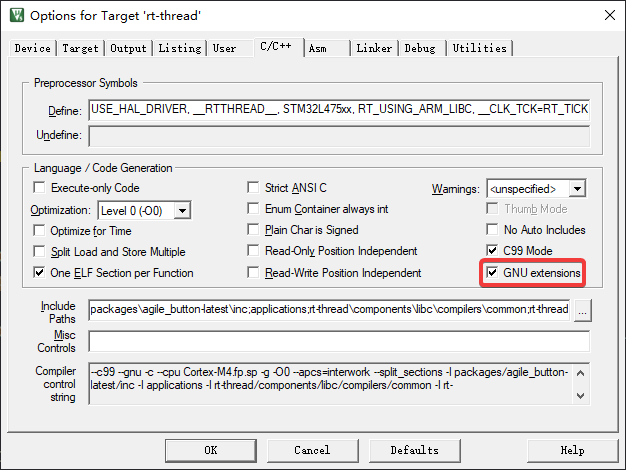 Options for Target 'rt-thread'
Device Target Output Listing User C/C++ Asm Linker Debug Utilities
Preprocessor Symbols
Define: USE_HAL_DRIVER, __RTTHREAD__, STM32L475xx, RT_USING_ARM_LIBC, __CLK_TCK=RT_TICK
Undefine:
Language / Code Generation
Execute-only Code Strict ANSI C Warnings: <unspecified>
Optimization: Level 0 (-O0) Enum Container always int Thumb Mode
Optimize for Time Plain Char is Signed No Auto Includes
Split Load and Store Multiple Read-Only Position Independent C99 Mode
One ELF Section per Function Read-Write Position Independent GNU extensions
Include
Paths
packages\agile_button-latest\inc;applications;rt-thread\components\libc\compilers\common;rt-thread ...
Misc
Controls
Compiler
control
string
--c99 --gnu -c --cpu Cortex-M4.fp.sp -g -O0 --apcs=interwork --split_sections -I packages/agile_button-
latest/inc -I applications -I rt-thread/components/libc/compilers/common -I rt-
OK Cancel Defaults Help